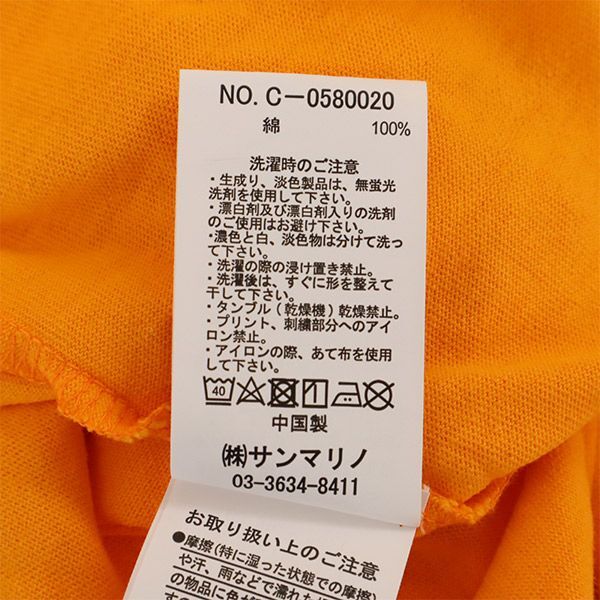 NO. C－0580020
綿 100%
洗濯時のご注意
・生成り、淡色製品は、無蛍光
洗剤を使用して下さい。
・漂白剤及び漂白剤入りの洗剤
のご使用はお避け下さい。
・濃色と白、淡色物は分けて洗っ
て下さい。
・洗濯の際の浸け置き禁止。
・洗濯後は、すぐに形を整えて
干して下さい。
・タンブル(乾燥機)乾燥禁止。
・プリント、刺繍部分へのアイ
ロン禁止。
・アイロンの際、あて布を使用
して下さい。
40
中国製
㈱サンマリノ
03-3634-8411
お取り扱い上のご注意
●摩擦(特に湿った状態での摩擦)
や汗、雨などで濡れた
の物品に色が